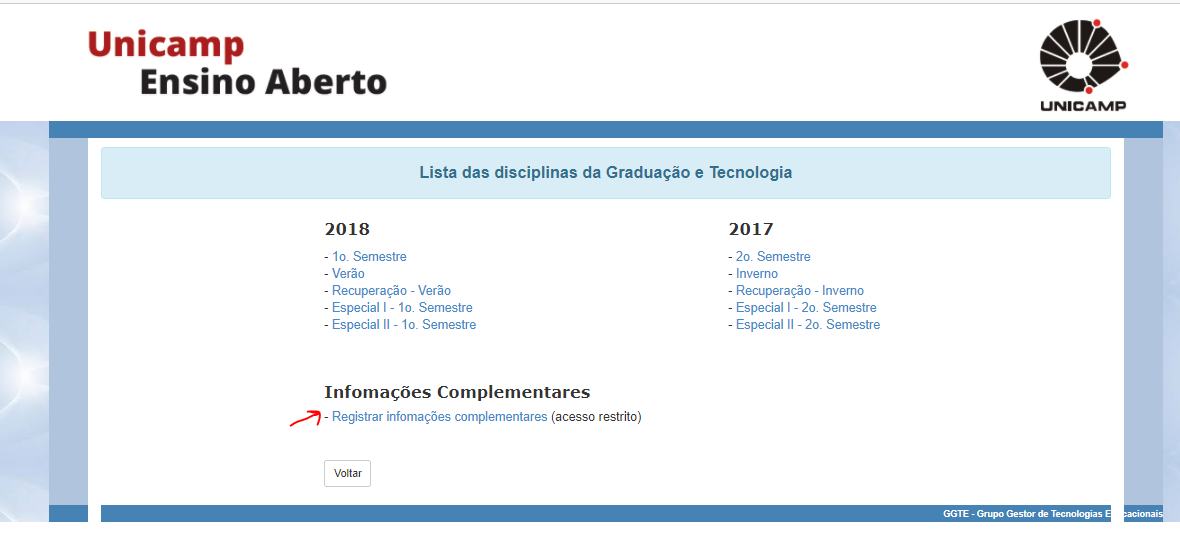 Unicamp
Ensino Aberto
UNICAMP
Lista das disciplinas da Graduação e Tecnologia
2018
- 1o. Semestre
- Verão
- Recuperação - Verão
- Especial I - 1o. Semestre
- Especial II - 1o. Semestre
2017
- 2o. Semestre
- Inverno
- Recuperação - Inverno
- Especial I - 2o. Semestre
- Especial II - 2o. Semestre
Infomações Complementares
- Registrar infomações complementares (acesso restrito)
Voltar
GGTE - Grupo Gestor de Tecnologias